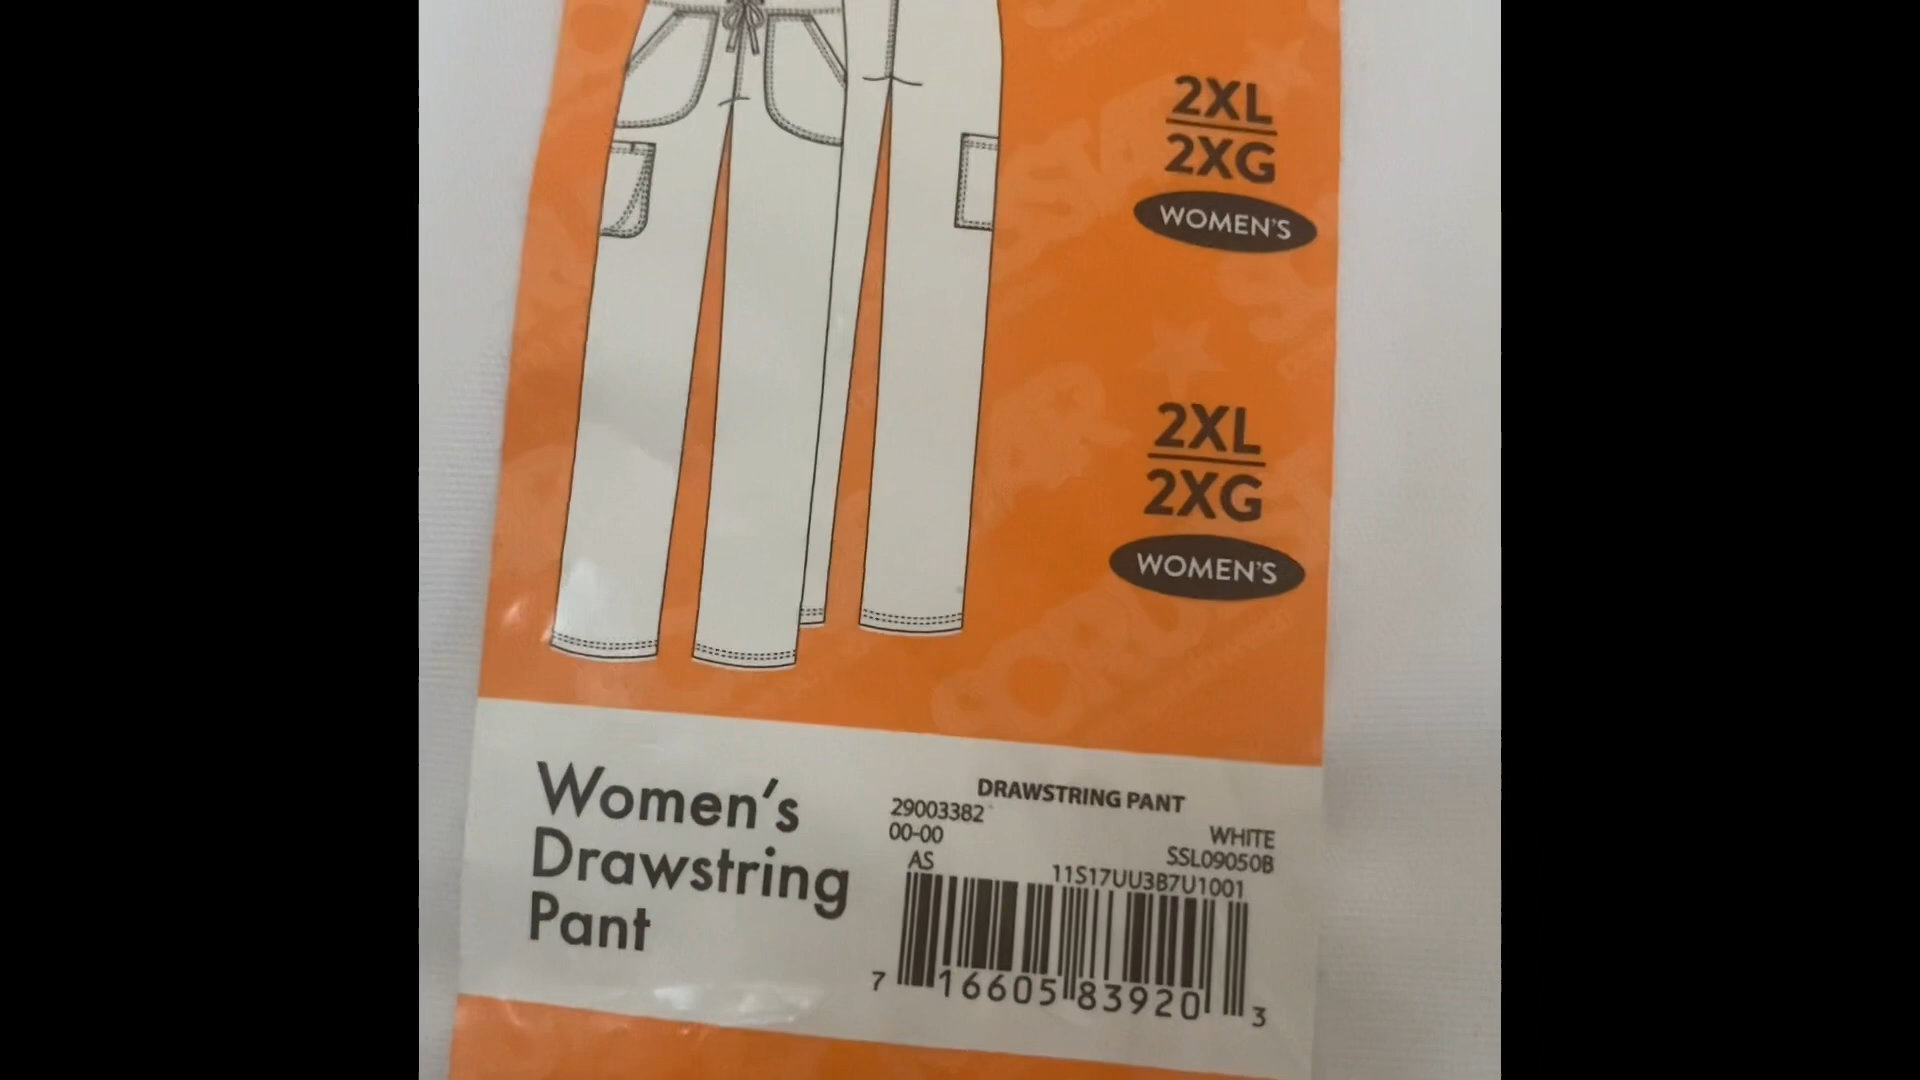 2XL
2XG
WOMEN'S
2XL
2XG
WOMEN'S
Women's
Drawstring
Pant
DRAWSTRING PANT
29003382
00-00
WHITE
AS
SSL09050B
11S17UU3B7U1001
7 16605 83920 3